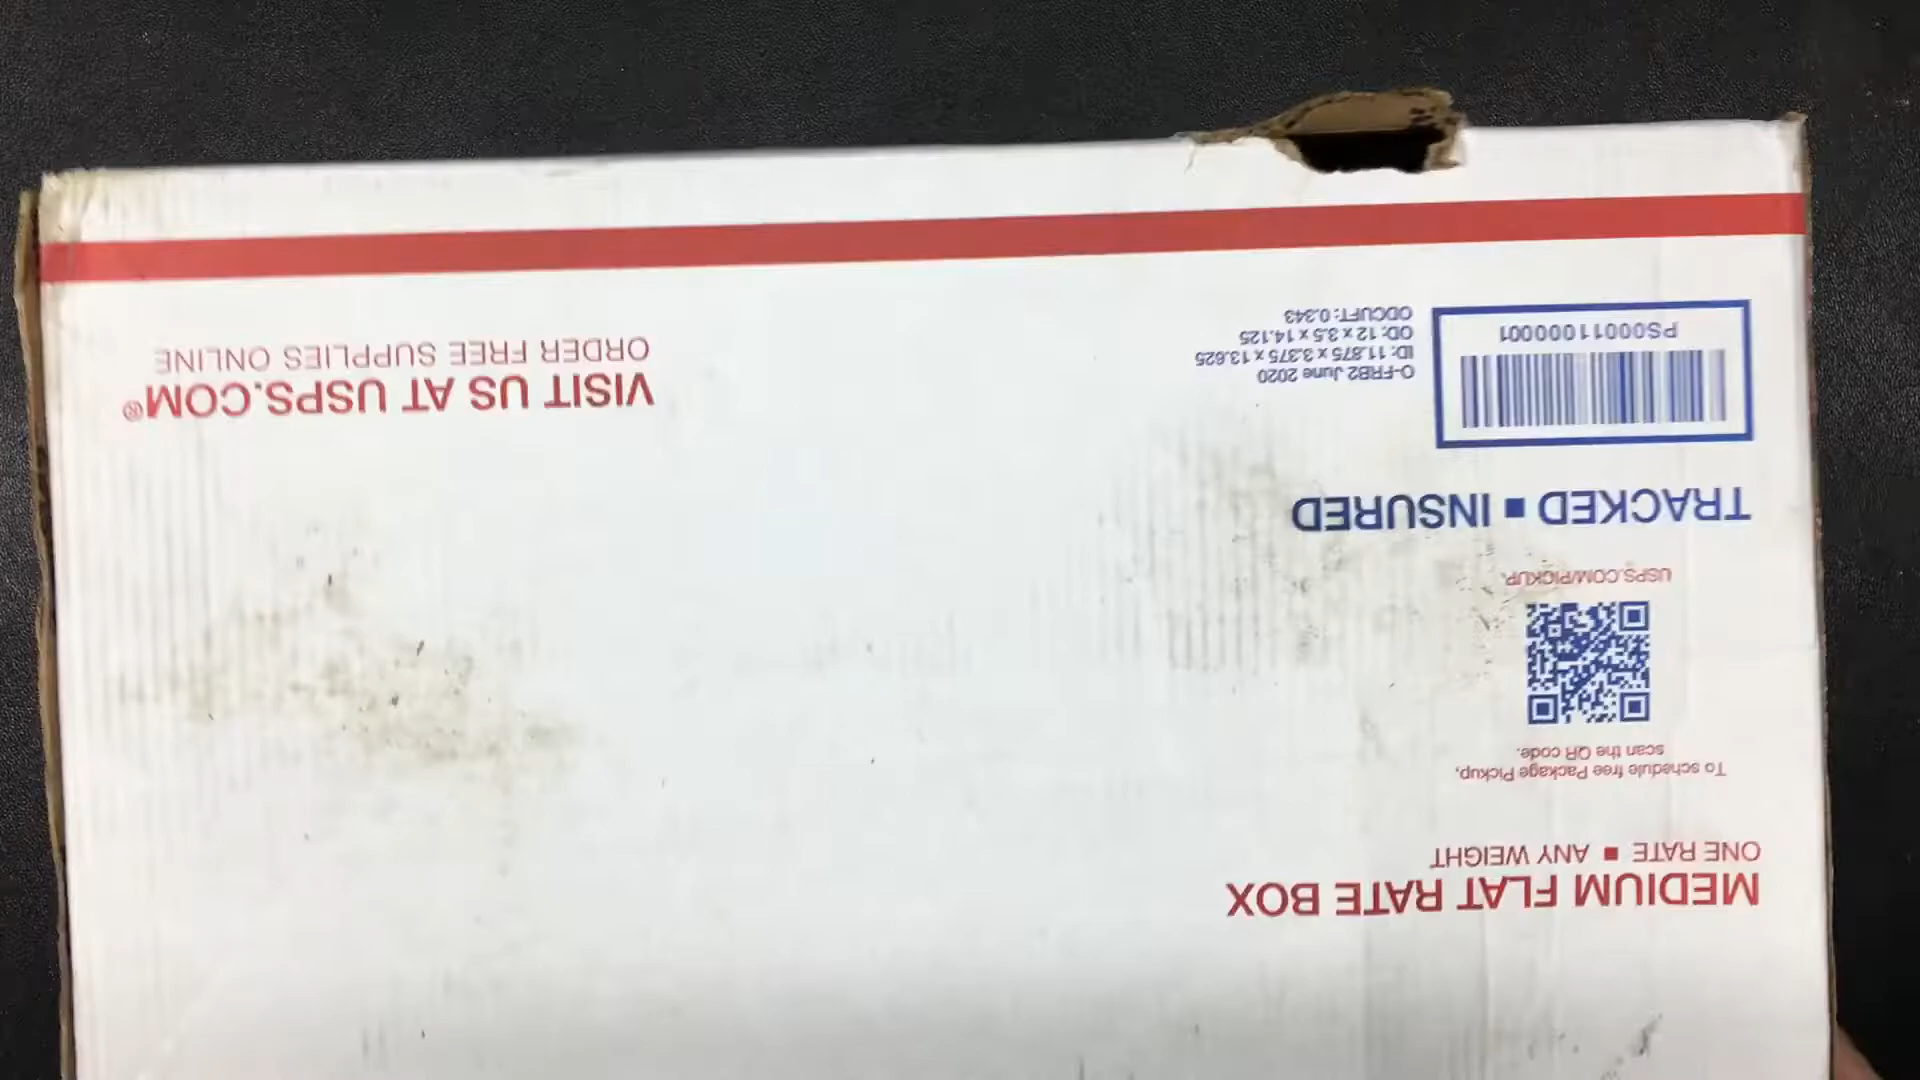 MEDIUM FLAT RATE BOX
ONE RATE ■ ANY WEIGHT
To schedule free Package Pickup,
scan the QR code.
USPS.COM/PICKUP
TRACKED ■ INSURED
PS00011000001
O-FRB2 June 2020
ID: 11.875 x 3.375 x 13.625
OD: 12 x 3.5 x 14.125
ODCUFT: 0.343
VISIT US AT USPS.COM®
ORDER FREE SUPPLIES ONLINE